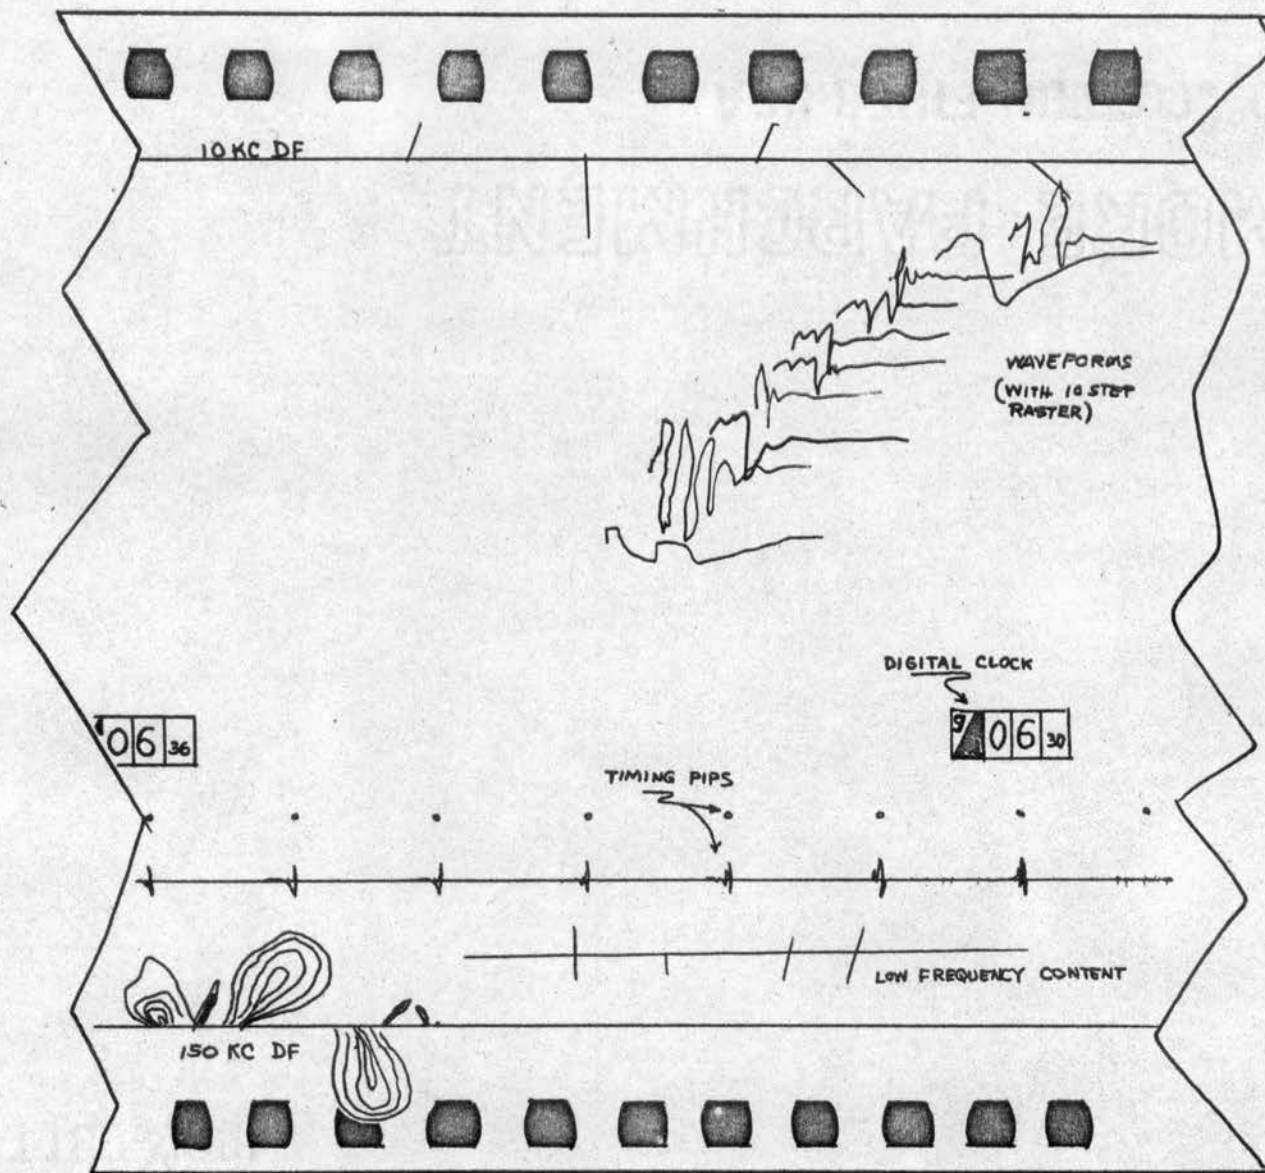 10 KC DF
WAVEFORMS
(WITH 10 STEP
RASTER)
DIGITAL CLOCK
06 36
9 06 30
TIMING PIPS
LOW FREQUENCY CONTENT
150 KC DF